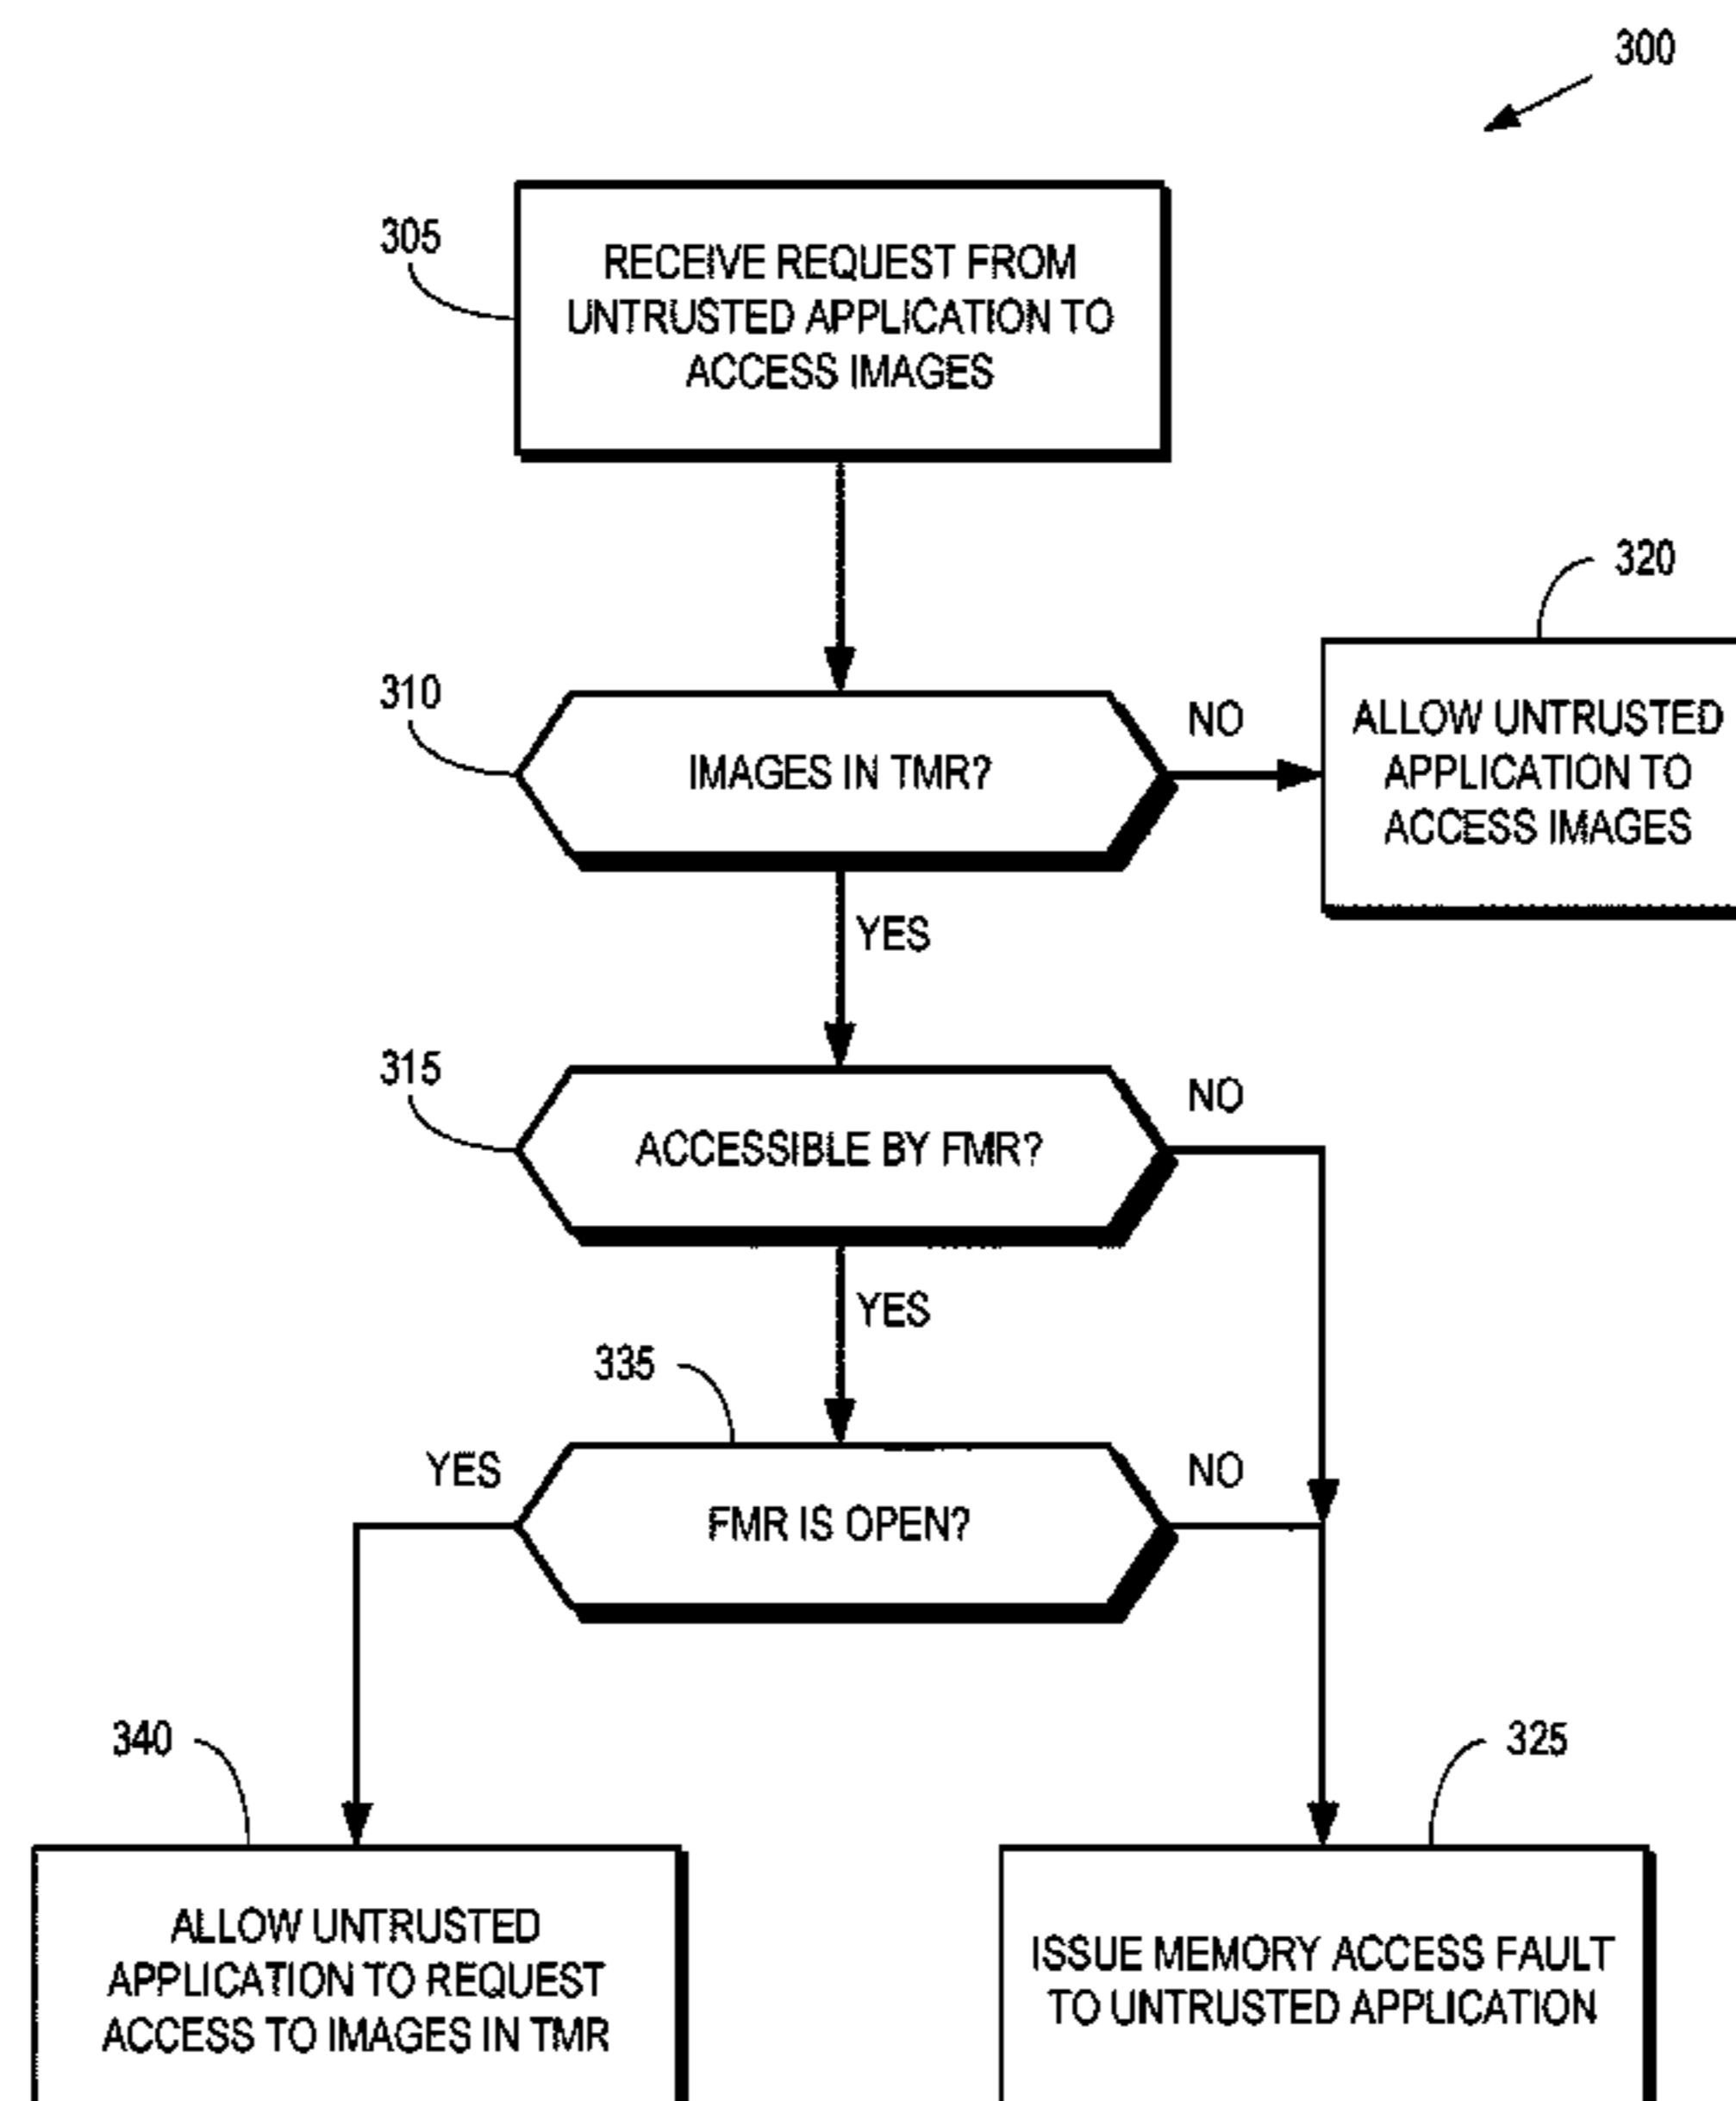 300
305
RECEIVE REQUEST FROM
UNTRUSTED APPLICATION TO
ACCESS IMAGES
320
310
IMAGES IN TMR?
NO
ALLOW UNTRUSTED
APPLICATION TO
ACCESS IMAGES
YES
315
ACCESSIBLE BY FMR?
NO
YES
335
YES
FMR IS OPEN?
NO
340
325
ALLOW UNTRUSTED
APPLICATION TO REQUEST
ACCESS TO IMAGES IN TMR
ISSUE MEMORY ACCESS FAULT
TO UNTRUSTED APPLICATION